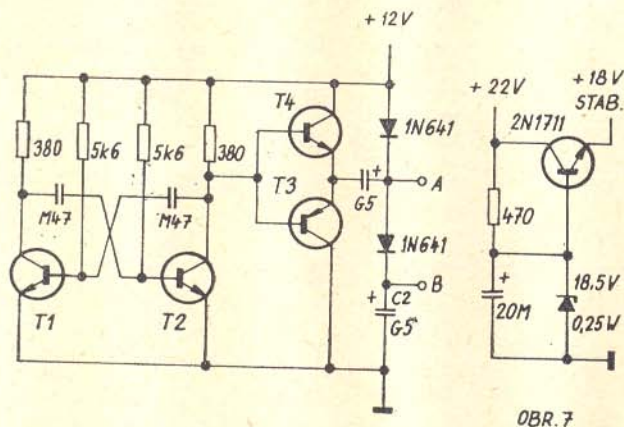 + 12V
+ 22V
+ 18V
STAB.
2N1711
T4
1N641
380
5k6
5k6
380
T3
A
M47
M47
G5
+
470
1N641
B
T1
T2
+
C2
G5
+
20M
18.5V
0,25W
OBR.7